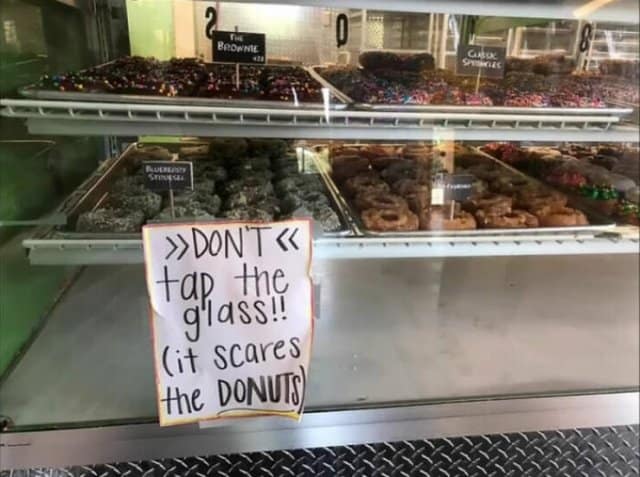 THE
BROWNIE
CLASSIC
SPRINKLES
BLUEBERRY
STREUSEL
>>DON'T<<
tap the
glass!!
(it scares
the DONUTS)